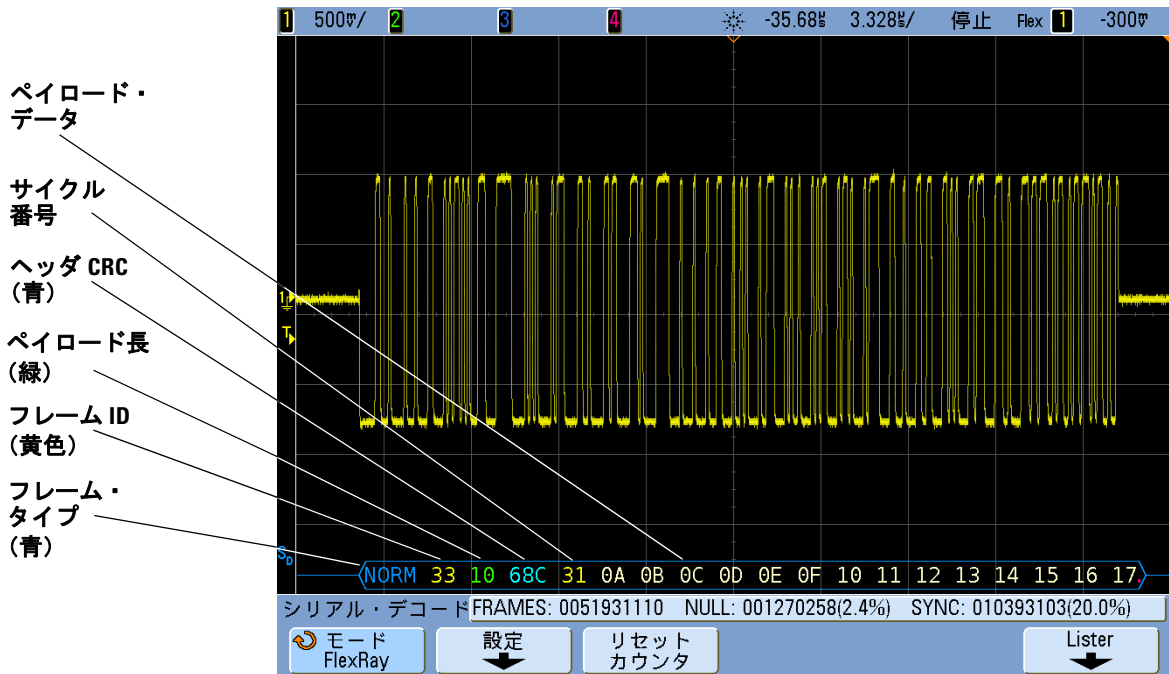 1 500mV/ 2 3 4 -35.68 3.328 / 停止 Flex 1 -300mV
ペイロード・
データ
サイクル
番号
ヘッダ CRC
(青)
ペイロード長
(緑)
フレーム ID
(黄色)
フレーム・
タイプ
(青)
1
T
SD
NORM 33 10 68C 31 0A 0B 0C 0D 0E 0F 10 11 12 13 14 15 16 17.
シリアル・デコード FRAMES: 0051931110 NULL: 001270258(2.4%) SYNC: 010393103(20.0%)
モード
FlexRay
設定
リセット
カウンタ
Lister